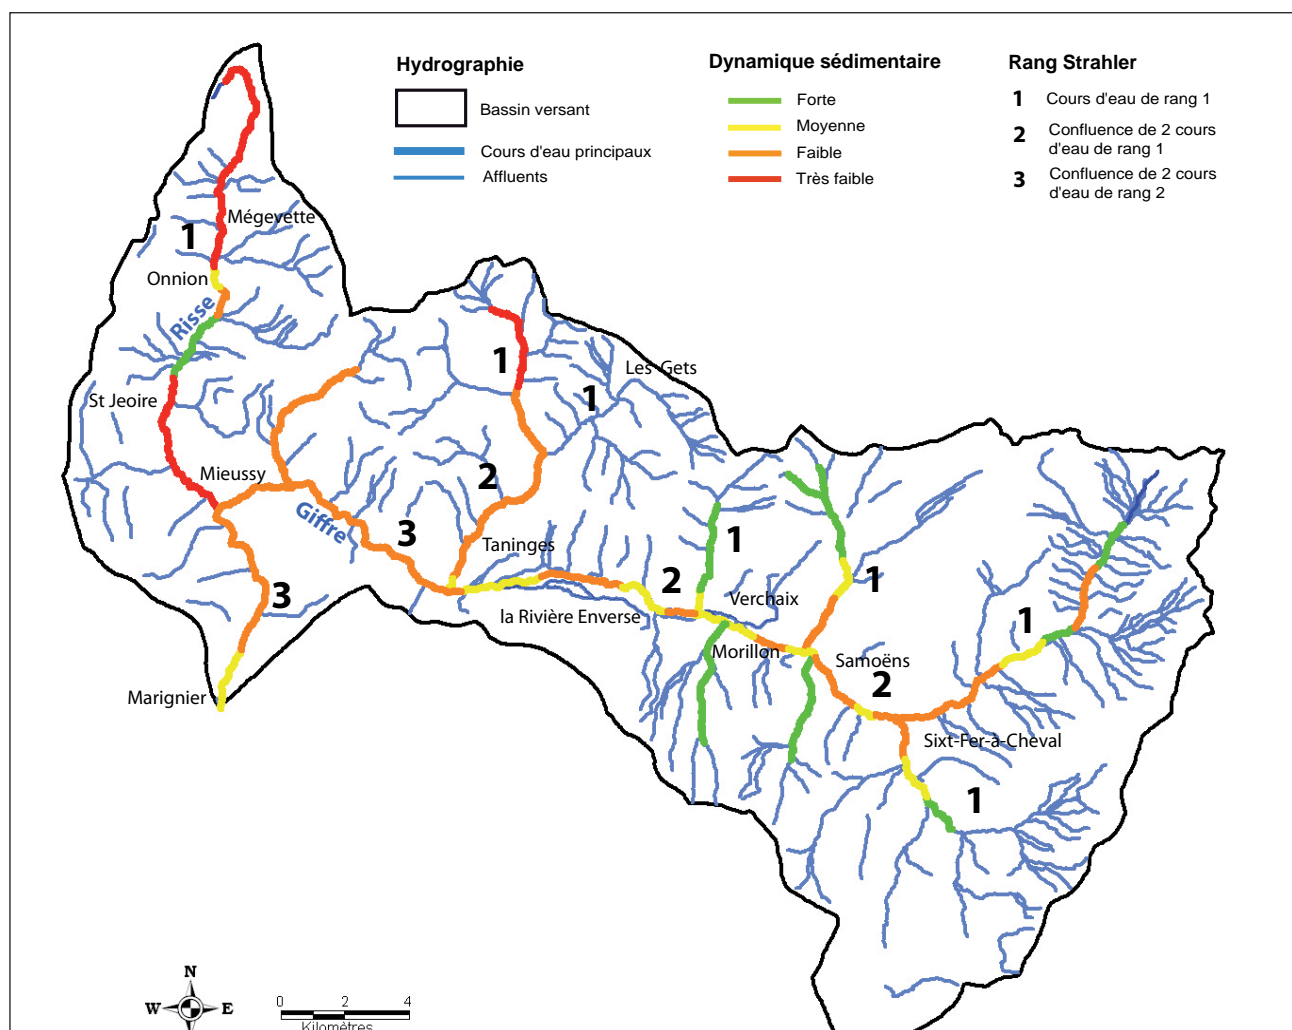 Hydrographie
Bassin versant
Cours d'eau principaux
Affluents
Dynamique sédimentaire
Forte
Moyenne
Faible
Très faible
Rang Strahler
1 Cours d'eau de rang 1
2 Confluence de 2 cours
d'eau de rang 1
3 Confluence de 2 cours
d'eau de rang 2
Mégevette
1
Onnion
Risse
St Jeoire
Mieussy
Giffre
1
Les Gets
1
2
3
Taninges
3
Marignier
la Rivière Enverse
2
1
Verchaix
Morillon
1
Samoëns
2
1
Sixt-Fer-à-Cheval
1
N
W E
S
0 2 4
Kilomètres